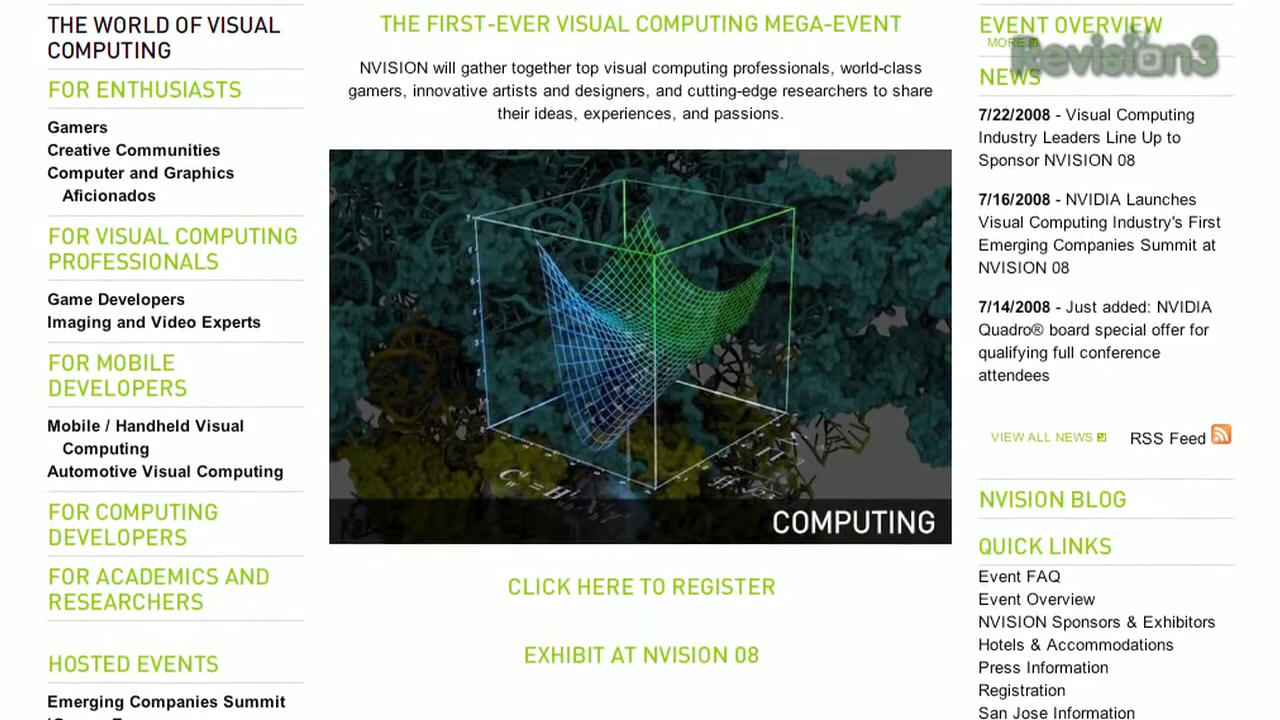 THE WORLD OF VISUAL
COMPUTING
FOR ENTHUSIASTS
Gamers
Creative Communities
Computer and Graphics
Aficionados
FOR VISUAL COMPUTING
PROFESSIONALS
Game Developers
Imaging and Video Experts
FOR MOBILE
DEVELOPERS
Mobile / Handheld Visual
Computing
Automotive Visual Computing
FOR COMPUTING
DEVELOPERS
FOR ACADEMICS AND
RESEARCHERS
HOSTED EVENTS
Emerging Companies Summit
THE FIRST-EVER VISUAL COMPUTING MEGA-EVENT
NVISION will gather together top visual computing professionals, world-class
gamers, innovative artists and designers, and cutting-edge researchers to share
their ideas, experiences, and passions.
COMPUTING
CLICK HERE TO REGISTER
EXHIBIT AT NVISION 08
EVENT OVERVIEW
MORE
Revision3
NEWS
7/22/2008 - Visual Computing
Industry Leaders Line Up to
Sponsor NVISION 08
7/16/2008 - NVIDIA Launches
Visual Computing Industry's First
Emerging Companies Summit at
NVISION 08
7/14/2008 - Just added: NVIDIA
Quadro® board special offer for
qualifying full conference
attendees
VIEW ALL NEWS
RSS Feed
NVISION BLOG
QUICK LINKS
Event FAQ
Event Overview
NVISION Sponsors & Exhibitors
Hotels & Accommodations
Press Information
Registration
San Jose Information